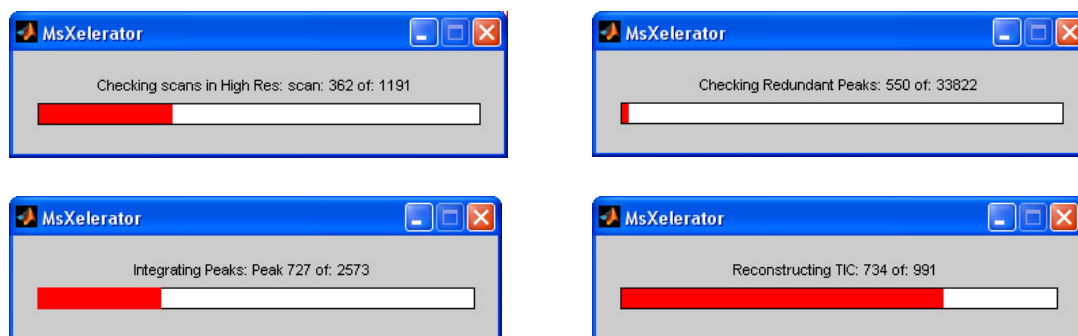 MsXelerator
Checking scans in High Res: scan: 362 of: 1191
MsXelerator
Checking Redundant Peaks: 550 of: 33822
MsXelerator
Integrating Peaks: Peak 727 of: 2573
MsXelerator
Reconstructing TIC: 734 of: 991